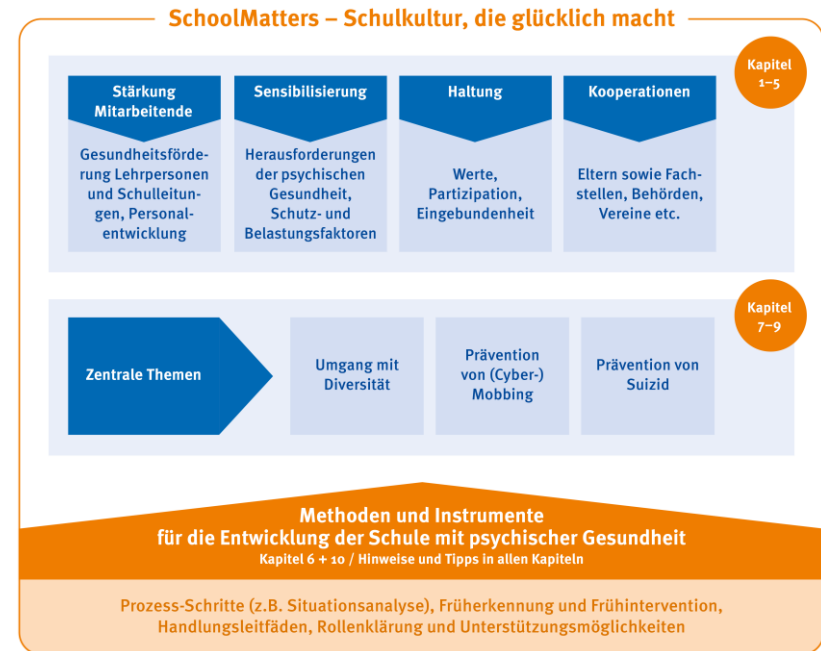 SchoolMatters – Schulkultur, die glücklich macht
Kapitel
1–5
Stärkung
Mitarbeitende
Gesundheitsförde-
rung Lehrpersonen
und Schulleitun-
gen, Personal-
entwicklung
Sensibilisierung
Herausforderungen
der psychischen
Gesundheit,
Schutz- und
Belastungsfaktoren
Haltung
Werte,
Partizipation,
Eingebundenheit
Kooperationen
Eltern sowie Fach-
stellen, Behörden,
Vereine etc.
Kapitel
7–9
Zentrale Themen
Umgang mit
Diversität
Prävention
von (Cyber-)
Mobbing
Prävention von
Suizid
Methoden und Instrumente
für die Entwicklung der Schule mit psychischer Gesundheit
Kapitel 6 + 10 / Hinweise und Tipps in allen Kapiteln
Prozess-Schritte (z.B. Situationsanalyse), Früherkennung und Frühintervention,
Handlungsleitfäden, Rollenklärung und Unterstützungsmöglichkeiten